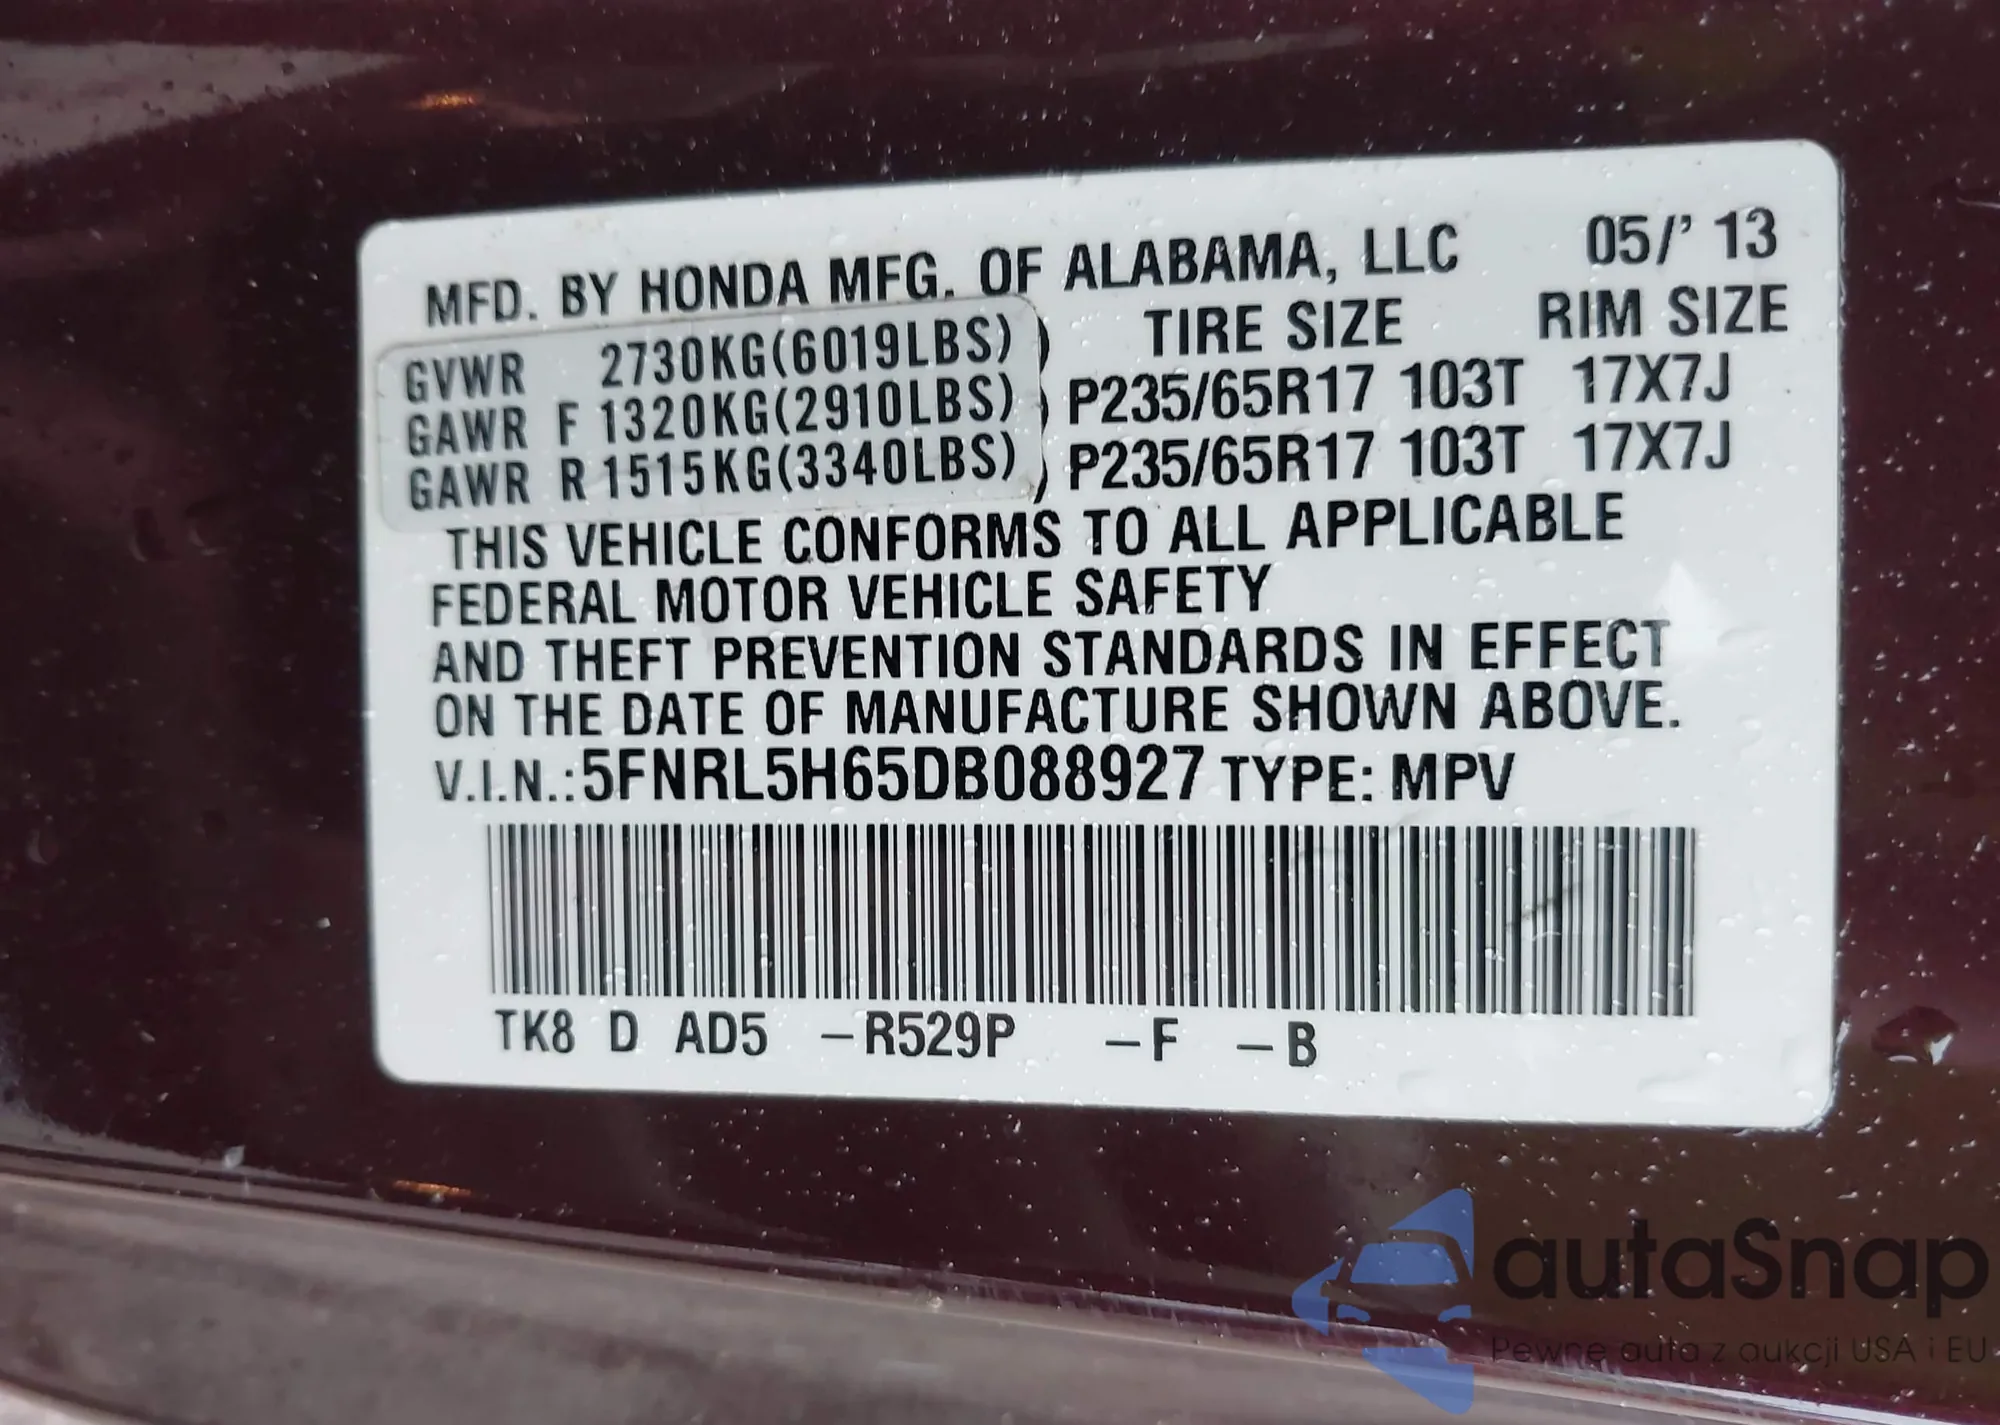 MFD. BY HONDA MFG. OF ALABAMA, LLC 05/' 13
TIRE SIZE RIM SIZE
GVWR 2730KG(6019LBS) )
GAWR F 1320KG(2910LBS) ) P235/65R17 103T 17X7J
GAWR R 1515KG(3340LBS) ) P235/65R17 103T 17X7J
THIS VEHICLE CONFORMS TO ALL APPLICABLE
FEDERAL MOTOR VEHICLE SAFETY
AND THEFT PREVENTION STANDARDS IN EFFECT
ON THE DATE OF MANUFACTURE SHOWN ABOVE.
V.I.N.:5FNRL5H65DB088927 TYPE: MPV
TK8 D AD5 –R529P –F –B
autaSnap
Pewne auta z aukcji USA i EU